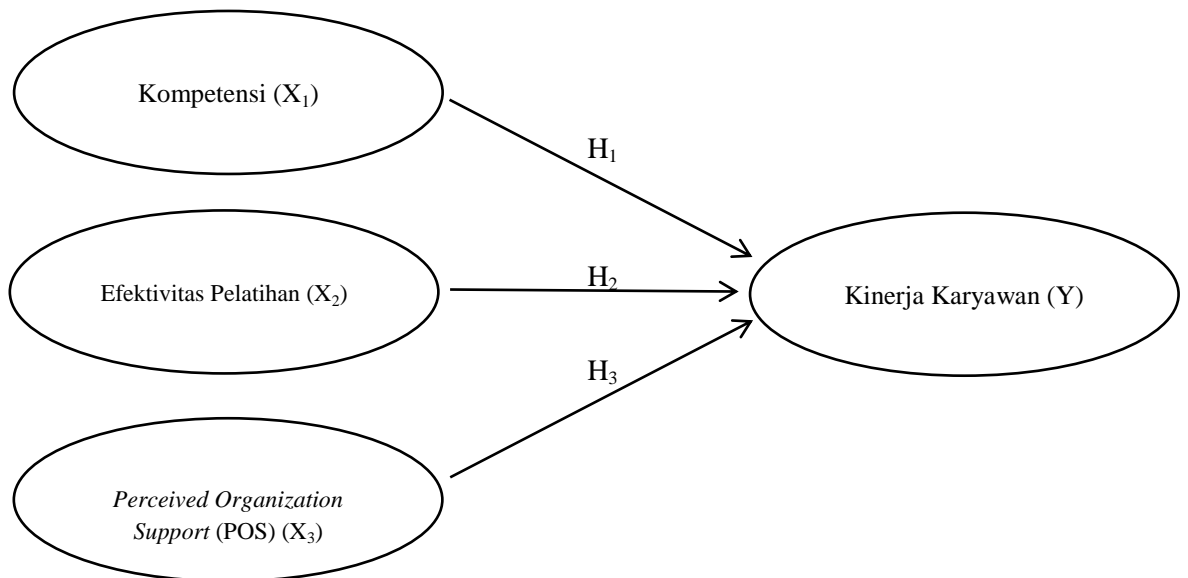 Kompetensi (X₁)
H₁
Efektivitas Pelatihan (X₂)
H₂
Kinerja Karyawan (Y)
H₃
Perceived Organization
Support (POS) (X₃)